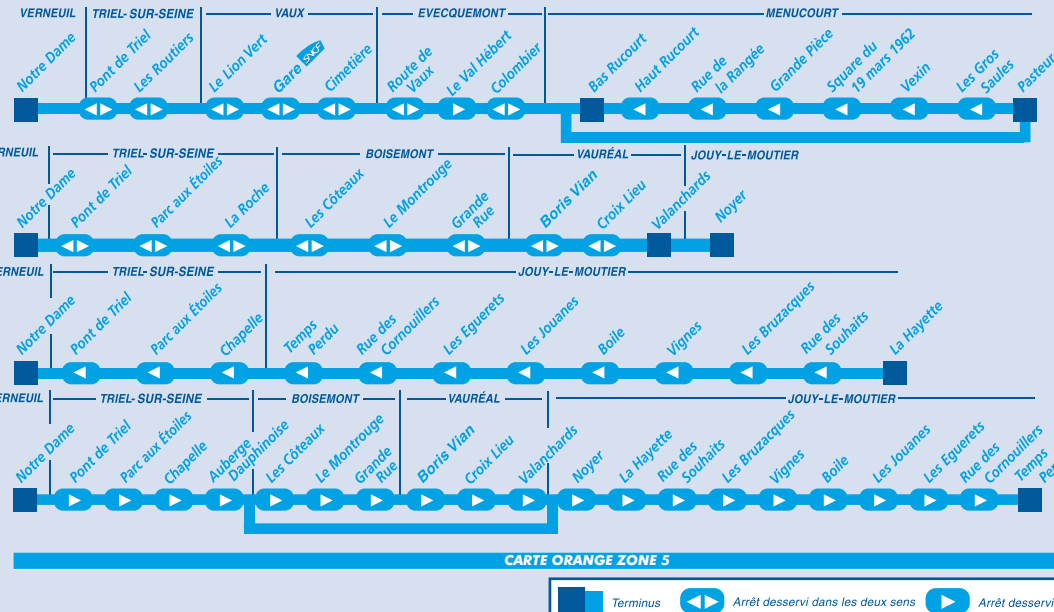 VERNEUIL TRIEL-SUR-SEINE VAUX EVECQUEMONT MENUCOURT
Notre Dame
Pont de Triel
Les Routiers
Le Lion Vert
Gare SNCF
Cimetière
Route de
Vaux
Le Val Hébert
Colombier
Bas Rucourt
Haut Rucourt
Rue de
la Rangée
Grande Pièce
Square du
19 mars 1962
Vexin
Les Gros
Saules
Pasteur
ERNEUIL TRIEL-SUR-SEINE BOISEMONT VAURÉAL JOUY-LE-MOUTIER
Notre Dame
Pont de Triel
Parc aux Étoiles
La Roche
Les Côteaux
Le Montrouge
Grande
Rue
Boris Vian
Croix Lieu
Valanchards
Noyer
ERNEUIL TRIEL-SUR-SEINE JOUY-LE-MOUTIER
Notre Dame
Pont de Triel
Parc aux Étoiles
Chapelle
Temps
Perdu
Rue des
Cornouillers
Les Eguerets
Les Jouanes
Boile
Vignes
Les Bruzacques
Rue des
Souhaits
La Hayette
ERNEUIL TRIEL-SUR-SEINE BOISEMONT VAURÉAL JOUY-LE-MOUTIER
Notre Dame
Pont de Triel
Parc aux Étoiles
Chapelle
Auberge
Dauphinoise
Les Côteaux
Le Montrouge
Grande
Rue
Boris Vian
Croix Lieu
Valanchards
Noyer
La Hayette
Rue des
Souhaits
Les Bruzacques
Vignes
Boile
Les Jouanes
Les Eguerets
Rue des
Cornouillers
Temps
Pe
CARTE ORANGE ZONE 5
Terminus Arrêt desservi dans les deux sens Arrêt desservi